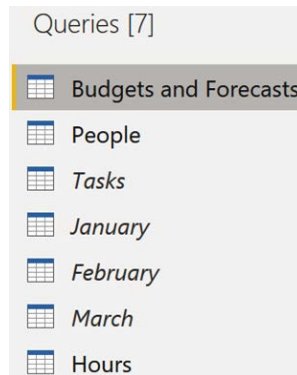 Queries [7]
Budgets and Forecasts
People
Tasks
January
February
March
Hours